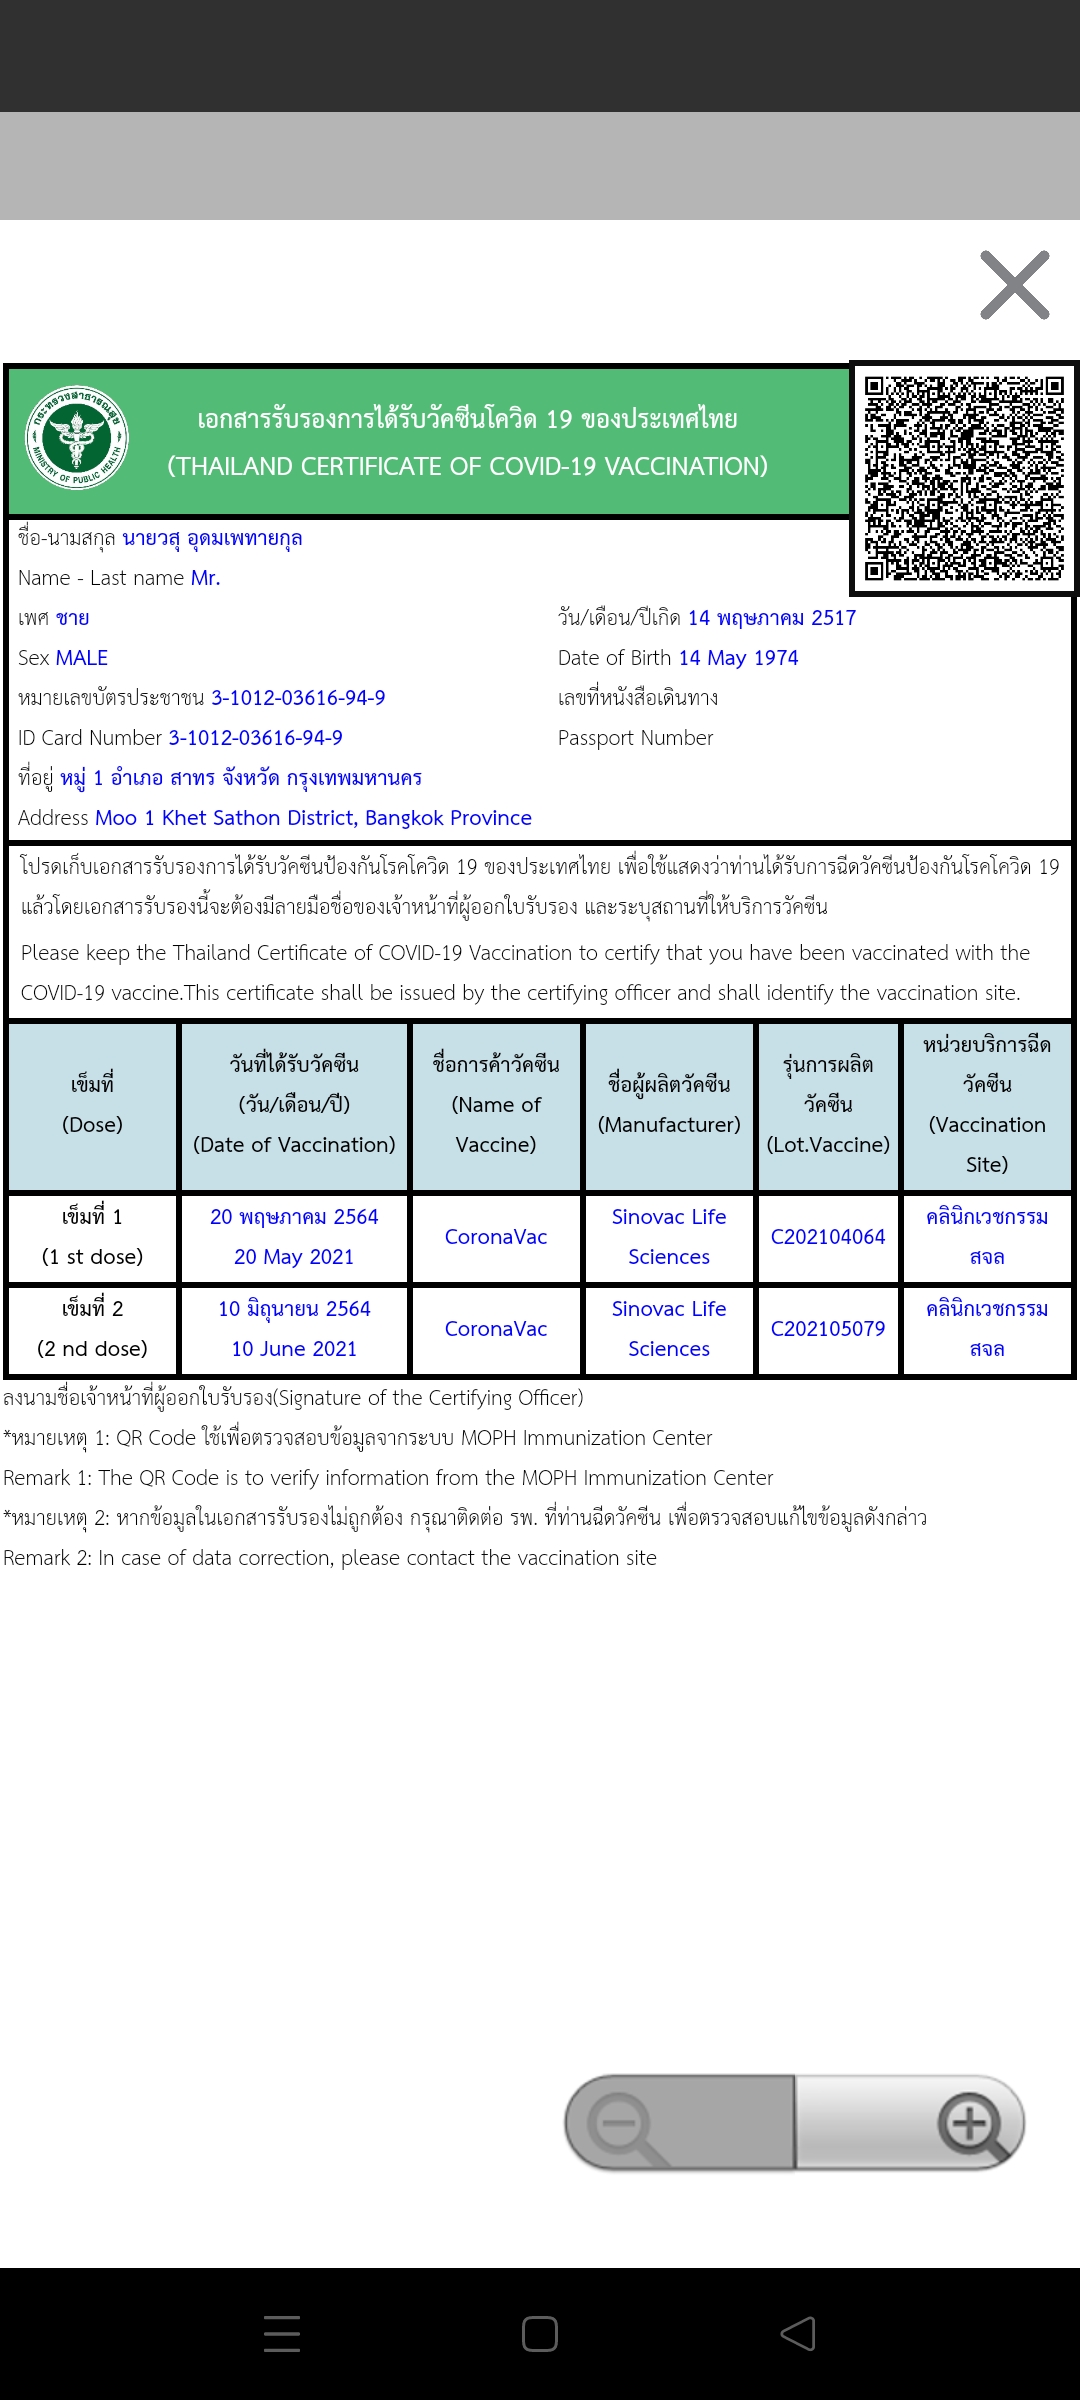 กระทรวงสาธารณสุข
MINISTRY OF PUBLIC HEALTH
เอกสารรับรองการได้รับวัคซีนโควิด 19 ของประเทศไทย
(THAILAND CERTIFICATE OF COVID-19 VACCINATION)
ชื่อ-นามสกุล นายวสุ อุดมเพทายกุล
Name - Last name Mr.
เพศ ชาย วัน/เดือน/ปีเกิด 14 พฤษภาคม 2517
Sex MALE Date of Birth 14 May 1974
หมายเลขบัตรประชาชน 3-1012-03616-94-9 เลขที่หนังสือเดินทาง
ID Card Number 3-1012-03616-94-9 Passport Number
ที่อยู่ หมู่ 1 อำเภอ สาทร จังหวัด กรุงเทพมหานคร
Address Moo 1 Khet Sathon District, Bangkok Province
โปรดเก็บเอกสารรับรองการได้รับวัคซีนป้องกันโรคโควิด 19 ของประเทศไทย เพื่อใช้แสดงว่าท่านได้รับการฉีดวัคซีนป้องกันโรคโควิด 19
แล้วโดยเอกสารรับรองนี้จะต้องมีลายมือชื่อของเจ้าหน้าที่ผู้ออกใบรับรอง และระบุสถานที่ให้บริการวัคซีน
Please keep the Thailand Certificate of COVID-19 Vaccination to certify that you have been vaccinated with the
COVID-19 vaccine.This certificate shall be issued by the certifying officer and shall identify the vaccination site.
เข็มที่
(Dose)
วันที่ได้รับวัคซีน
(วัน/เดือน/ปี)
(Date of Vaccination)
ชื่อการค้าวัคซีน
(Name of
Vaccine)
ชื่อผู้ผลิตวัคซีน
(Manufacturer)
รุ่นการผลิต
วัคซีน
(Lot.Vaccine)
หน่วยบริการฉีด
วัคซีน
(Vaccination
Site)
เข็มที่ 1
(1 st dose)
20 พฤษภาคม 2564
20 May 2021
CoronaVac
Sinovac Life
Sciences
C202104064
คลินิกเวชกรรม
สจล
เข็มที่ 2
(2 nd dose)
10 มิถุนายน 2564
10 June 2021
CoronaVac
Sinovac Life
Sciences
C202105079
คลินิกเวชกรรม
สจล
ลงนามชื่อเจ้าหน้าที่ผู้ออกใบรับรอง(Signature of the Certifying Officer)
*หมายเหตุ 1: QR Code ใช้เพื่อตรวจสอบข้อมูลจากระบบ MOPH Immunization Center
Remark 1: The QR Code is to verify information from the MOPH Immunization Center
*หมายเหตุ 2: หากข้อมูลในเอกสารรับรองไม่ถูกต้อง กรุณาติดต่อ รพ. ที่ท่านฉีดวัคซีน เพื่อตรวจสอบแก้ไขข้อมูลดังกล่าว
Remark 2: In case of data correction, please contact the vaccination site